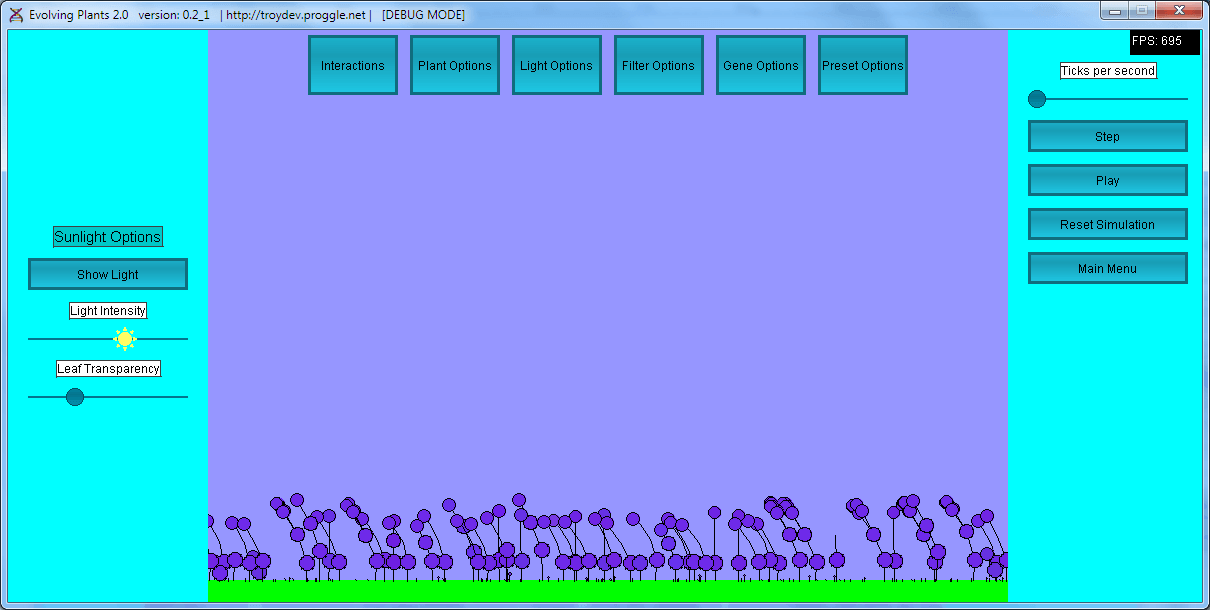 Evolving Plants 2.0 version: 0.2_1 | http://troydev.proggle.net | [DEBUG MODE]
FPS: 695
Interactions
Plant Options
Light Options
Filter Options
Gene Options
Preset Options
Sunlight Options
Show Light
Light Intensity
Leaf Transparency
Ticks per second
Step
Play
Reset Simulation
Main Menu